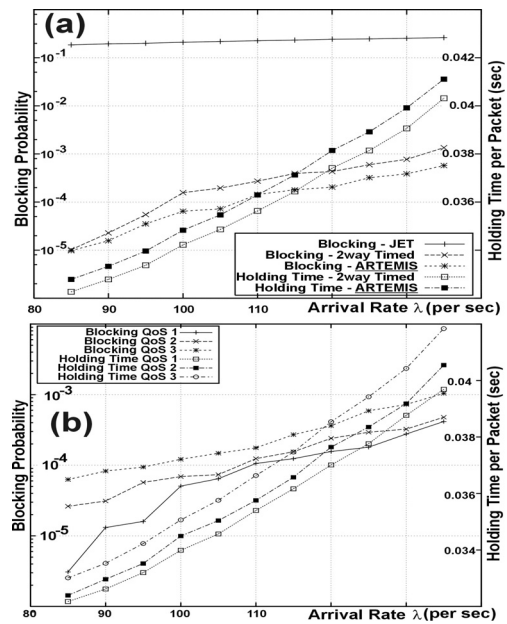 (a)
10-1
10-2
10-3
10-4
10-5
Blocking Probability
0.042
0.04
0.038
0.036
Holding Time per Packet (sec)
Blocking - JET
Blocking - 2way Timed
Blocking - ARTEMIS
Holding Time - 2way Timed
Holding Time - ARTEMIS
80 90 100 110
Arrival Rate λ (per sec)
Blocking QoS 1
Blocking QoS 2
Blocking QoS 3
Holding Time QoS 1
Holding Time QoS 2
Holding Time QoS 3
(b)
10-3
10-4
10-5
Blocking Probability
0.04
0.038
0.036
0.034
Holding Time per Packet (sec)
80 90 100 110
Arrival Rate λ (per sec)